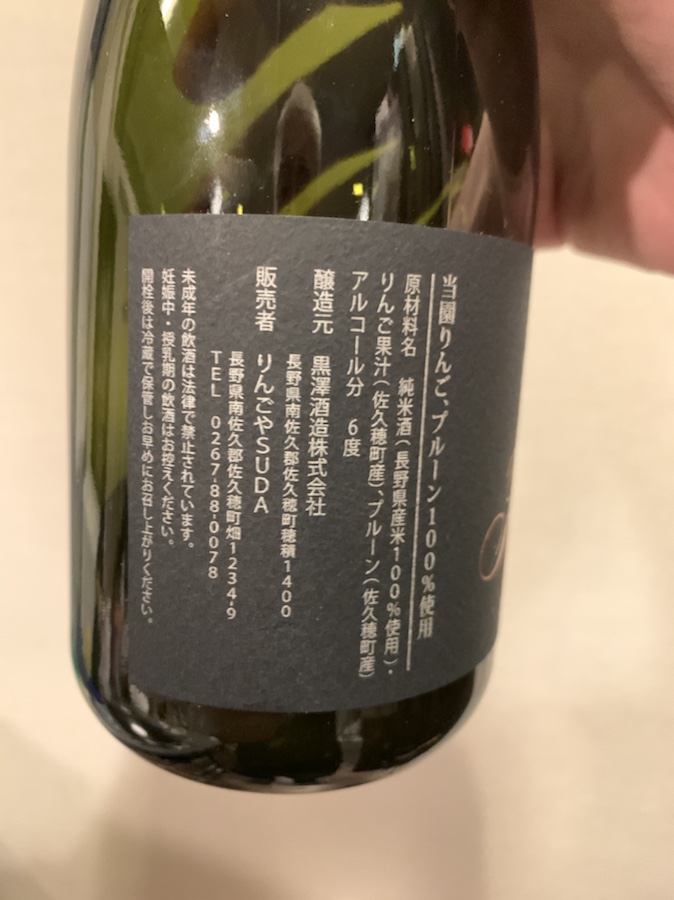 当園りんご、プルーン100%使用
原材料名 純米酒(長野県産米100%使用)・
りんご果汁(佐久穂町産)、プルーン(佐久穂町産)
アルコール分 6度
醸造元 黒澤酒造株式会社
長野県南佐久郡佐久穂町穂積1400
販売者 りんごやSUDA
長野県南佐久郡佐久穂町畑1234-9
TEL 0267-88-0078
未成年の飲酒は法律で禁止されています。
妊娠中・授乳期の飲酒はお控えください。
開栓後は冷蔵で保管しお早めにお召し上がりください。